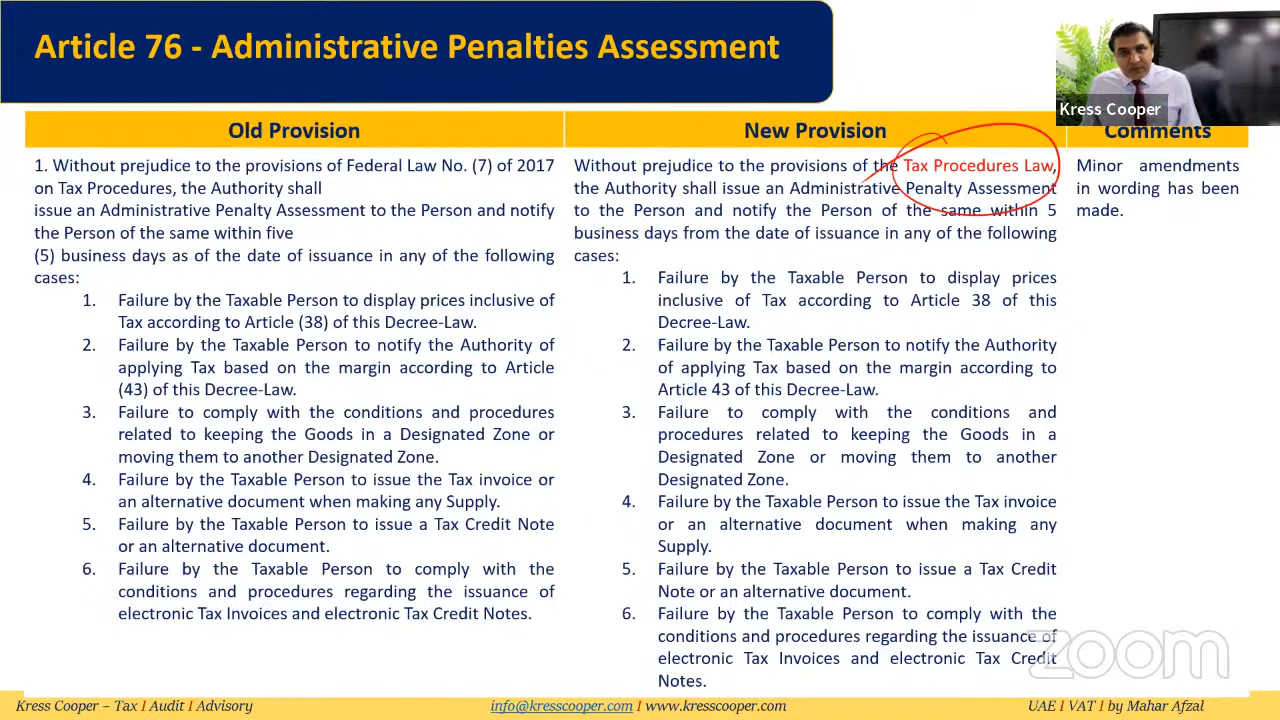 Article 76 - Administrative Penalties Assessment
Kress Cooper
Old Provision
New Provision
Comments
1. Without prejudice to the provisions of Federal Law No. (7) of 2017
on Tax Procedures, the Authority shall
issue an Administrative Penalty Assessment to the Person and notify
the Person of the same within five
(5) business days as of the date of issuance in any of the following
cases:
1. Failure by the Taxable Person to display prices inclusive of
Tax according to Article (38) of this Decree-Law.
2. Failure by the Taxable Person to notify the Authority of
applying Tax based on the margin according to Article
(43) of this Decree-Law.
3. Failure to comply with the conditions and procedures
related to keeping the Goods in a Designated Zone or
moving them to another Designated Zone.
4. Failure by the Taxable Person to issue the Tax invoice or
an alternative document when making any Supply.
5. Failure by the Taxable Person to issue a Tax Credit Note
or an alternative document.
6. Failure by the Taxable Person to comply with the
conditions and procedures regarding the issuance of
electronic Tax Invoices and electronic Tax Credit Notes.
Without prejudice to the provisions of the Tax Procedures Law,
the Authority shall issue an Administrative Penalty Assessment
to the Person and notify the Person of the same within 5
business days from the date of issuance in any of the following
cases:
1. Failure by the Taxable Person to display prices
inclusive of Tax according to Article 38 of this
Decree-Law.
2. Failure by the Taxable Person to notify the Authority
of applying Tax based on the margin according to
Article 43 of this Decree-Law.
3. Failure to comply with the conditions and
procedures related to keeping the Goods in a
Designated Zone or moving them to another
Designated Zone.
4. Failure by the Taxable Person to issue the Tax invoice
or an alternative document when making any
Supply.
5. Failure by the Taxable Person to issue a Tax Credit
Note or an alternative document.
6. Failure by the Taxable Person to comply with the
conditions and procedures regarding the issuance of
electronic Tax Invoices and electronic Tax Credit
Notes.
Minor amendments
in wording has been
made.
zoom
Kress Cooper – Tax I Audit I Advisory
info@kresscooper.com I www.kresscooper.com
UAE I VAT I by Mahar Afzal